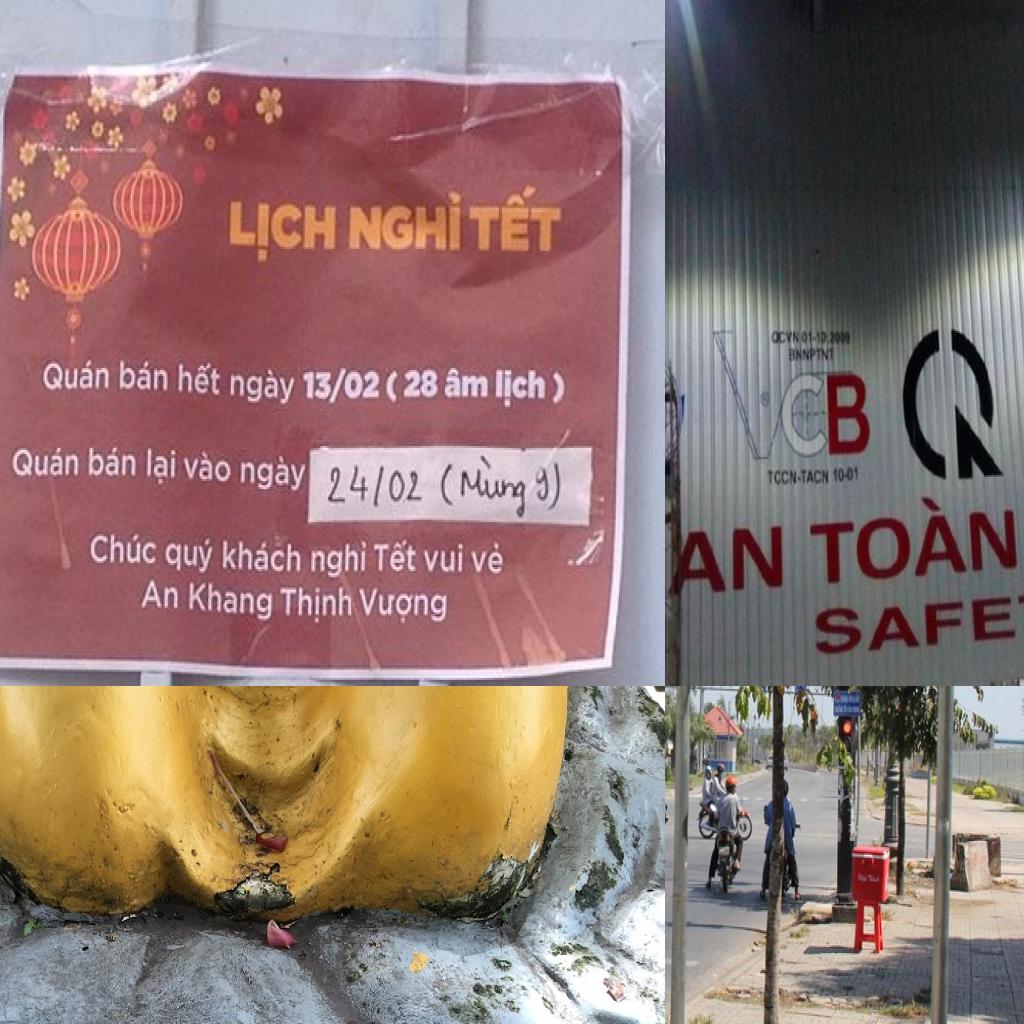 LỊCH NGHỈ TẾT
Quán bán hết ngày 13/02 ( 28 âm lịch )
Quán bán lại vào ngày 24/02 (Mùng 9)
Chúc quý khách nghỉ Tết vui vẻ
An Khang Thịnh Vượng
QCVN 01-10:2009
BNNPTNT
VCB
TCCN-TACN 10-01
AN TOÀN
SAFE